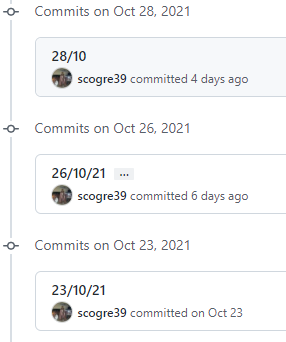 Commits on Oct 28, 2021
28/10
scogre39 committed 4 days ago
Commits on Oct 26, 2021
26/10/21 ...
scogre39 committed 6 days ago
Commits on Oct 23, 2021
23/10/21
scogre39 committed on Oct 23